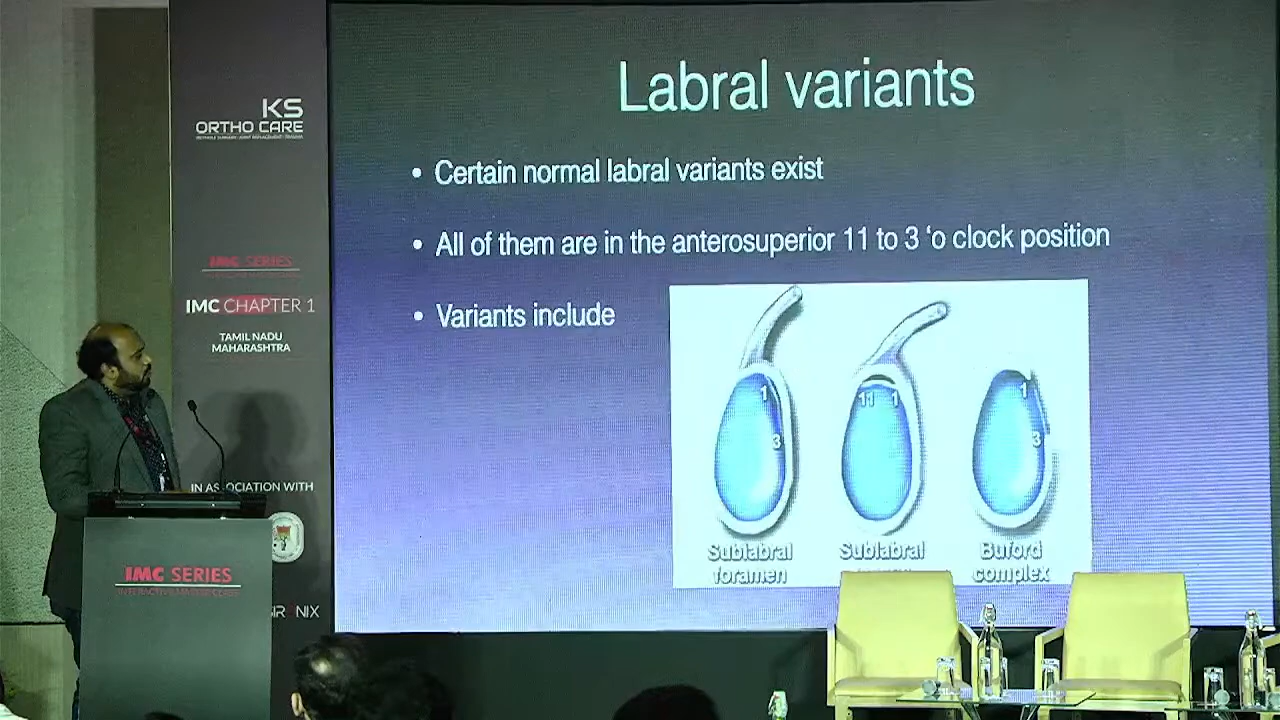 KS
ORTHO CARE
IMC SERIES
IMC CHAPTER 1
TAMIL NADU
MAHARASHTRA
IN ASSOCIATION WITH
IMC SERIES
Labral variants
• Certain normal labral variants exist
• All of them are in the anterosuperior 11 to 3 ‘o clock position
• Variants include
1
3
11 1
1
3
Sublabral
foramen
Sublabral
Buford
complex